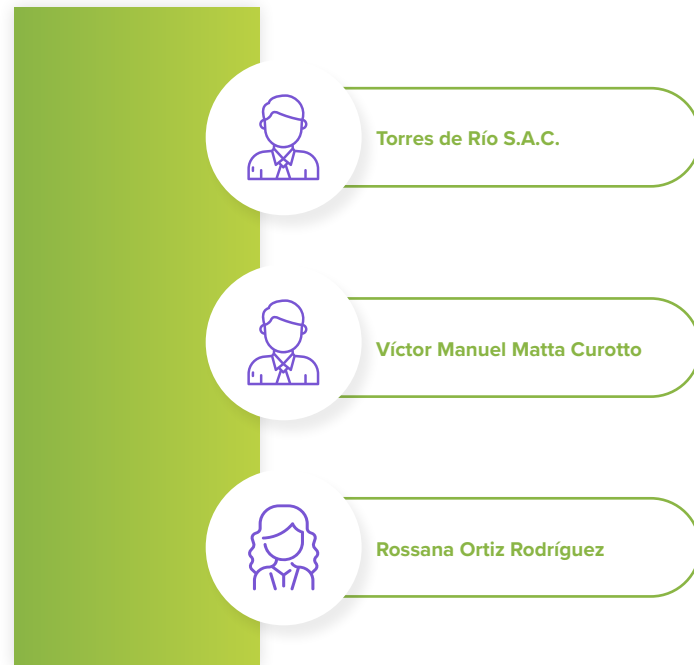 Torres de Río S.A.C.
Víctor Manuel Matta Curotto
Rossana Ortiz Rodríguez